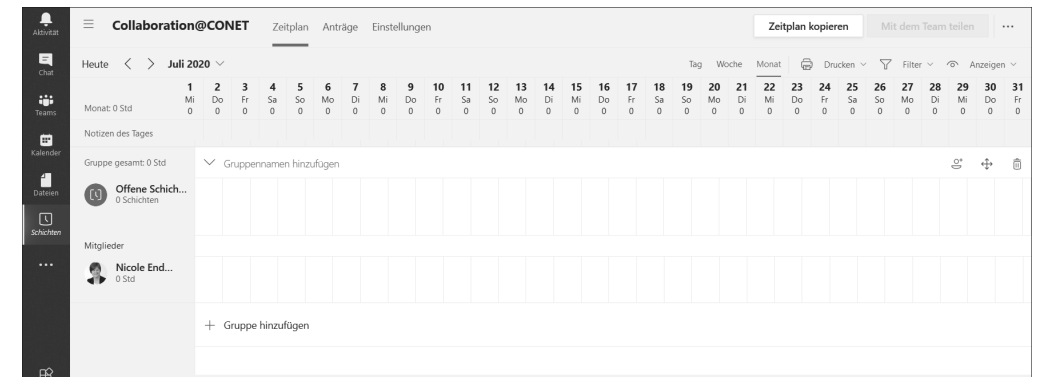 Aktivität
Chat
Teams
Kalender
Dateien
Schichten
Collaboration@CONET Zeitplan Anträge Einstellungen Zeitplan kopieren Mit dem Team teilen
Heute Juli 2020 Tag Woche Monat Drucken Filter Anzeigen
1 2 3 4 5 6 7 8 9 10 11 12 13 14 15 16 17 18 19 20 21 22 23 24 25 26 27 28 29 30 31
Mi Do Fr Sa So Mo Di Mi Do Fr Sa So Mo Di Mi Do Fr Sa So Mo Di Mi Do Fr Sa So Mo Di Mi Do Fr
Monat: 0 Std 0 0 0 0 0 0 0 0 0 0 0 0 0 0 0 0 0 0 0 0 0 0 0 0 0 0 0 0 0 0 0
Notizen des Tages
Gruppe gesamt: 0 Std Gruppennamen hinzufügen
Offene Schich...
0 Schichten
Mitglieder
Nicole End...
0 Std
Gruppe hinzufügen